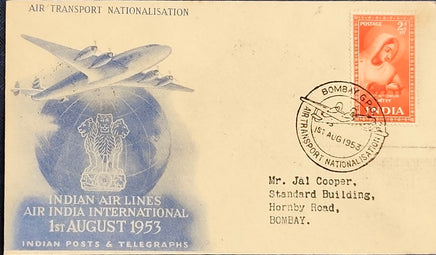 AIR TRANSPORT NATIONALISATION
INDIAN AIR LINES
AIR INDIA INTERNATIONAL
1ST AUGUST 1953
INDIAN POSTS & TELEGRAPHS
POSTAGE
2
INDIA
BOMBAY G.P.O.
1ST AUG 1953
AIR TRANSPORT NATIONALISATION
Mr. Jal Cooper,
Standard Building,
Hornby Road,
BOMBAY.